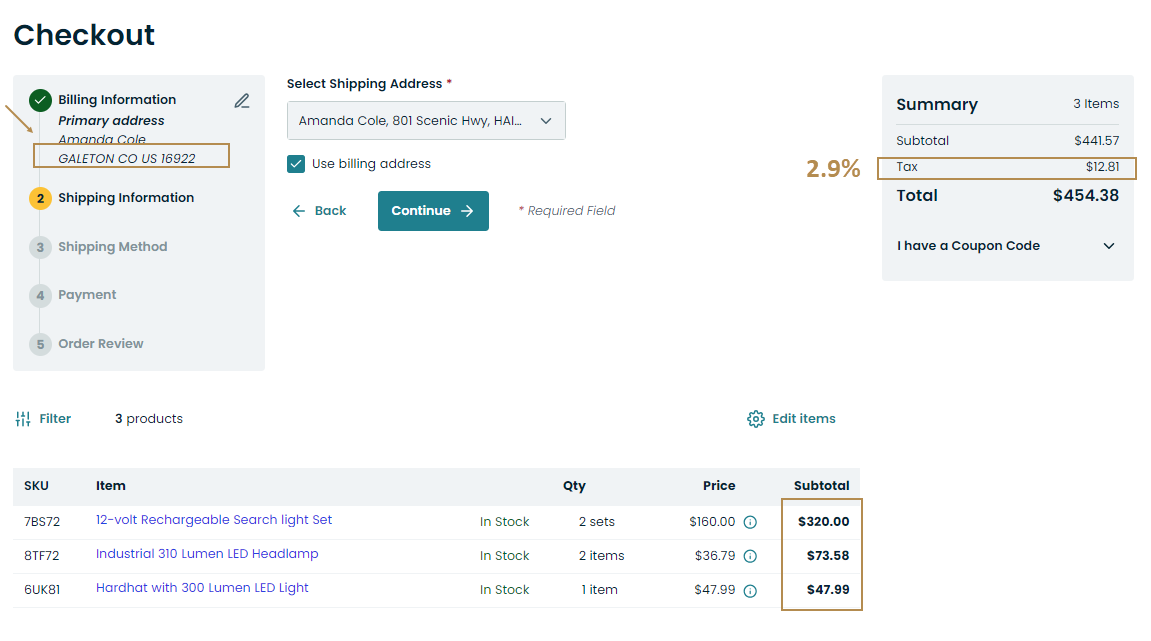 Checkout
Billing Information
Primary address
Amanda Cole
GALETON CO US 16922
2 Shipping Information
3 Shipping Method
4 Payment
5 Order Review
Select Shipping Address *
Amanda Cole, 801 Scenic Hwy, HAI...
Use billing address
Back
Continue
* Required Field
2.9%
Summary 3 Items
Subtotal $441.57
Tax $12.81
Total $454.38
I have a Coupon Code
Filter 3 products Edit items
SKU Item Qty Price Subtotal
7BS72 12-volt Rechargeable Search light Set In Stock 2 sets $160.00 $320.00
8TF72 Industrial 310 Lumen LED Headlamp In Stock 2 items $36.79 $73.58
6UK81 Hardhat with 300 Lumen LED Light In Stock 1 item $47.99 $47.99